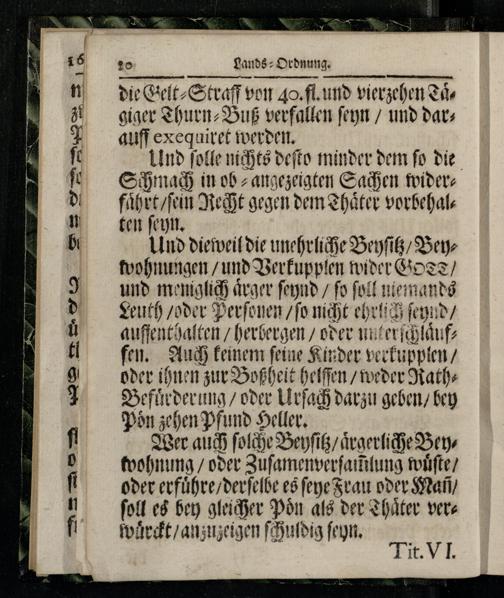 20 Lands-Ordnung.
die Gelt-Straff von 40. fl. und vierzehen Tä-
giger Thurn-Buß verfallen seyn / und dar-
auff exequiret werden.
Und solle nichts desto minder dem so die
Schmach in ob-angezeigten Sachen wider-
fährt / sein Recht gegen dem Thäter vorbehal-
ten seyn.
Und dieweil die unehrliche Beysitz / Bey-
wohnungen / und Verkupplen wider GOTT /
und meniglich ärger seynd / so soll niemands
Leuth / oder Personen / so nicht ehrlich seynd /
auffenthalten / herbergen / oder unterschläuf-
fen. Auch keinem seine Kinder verkupplen /
oder ihnen zur Boßheit helffen / weder Rath-
Befürderung / oder Ursach darzu geben / bey
Pön zehen Pfund Heller.
Wer auch solche Beysitz / ärgerliche Bey-
wohnung / oder Zusamenversam̃lung wüste /
oder erführe / derselbe es seye Frau oder Mañ /
soll es bey gleicher Pön als der Thäter ver-
würckt / anzuzeigen schuldig seyn.
Tit. VI.